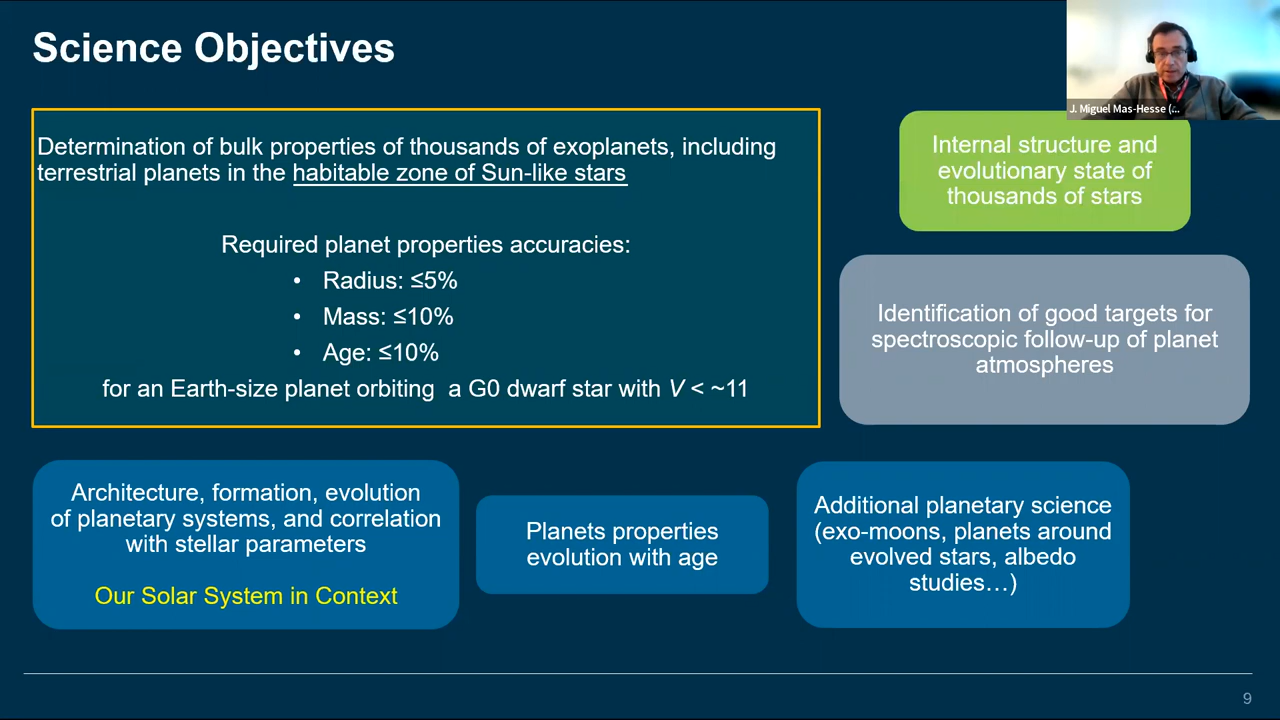 Science Objectives
J. Miguel Mas-Hesse (...
Determination of bulk properties of thousands of exoplanets, including
terrestrial planets in the habitable zone of Sun-like stars
Required planet properties accuracies:
• Radius: ≤5%
• Mass: ≤10%
• Age: ≤10%
for an Earth-size planet orbiting a G0 dwarf star with V < ~11
Internal structure and
evolutionary state of
thousands of stars
Identification of good targets for
spectroscopic follow-up of planet
atmospheres
Architecture, formation, evolution
of planetary systems, and correlation
with stellar parameters
Our Solar System in Context
Planets properties
evolution with age
Additional planetary science
(exo-moons, planets around
evolved stars, albedo
studies…)
9